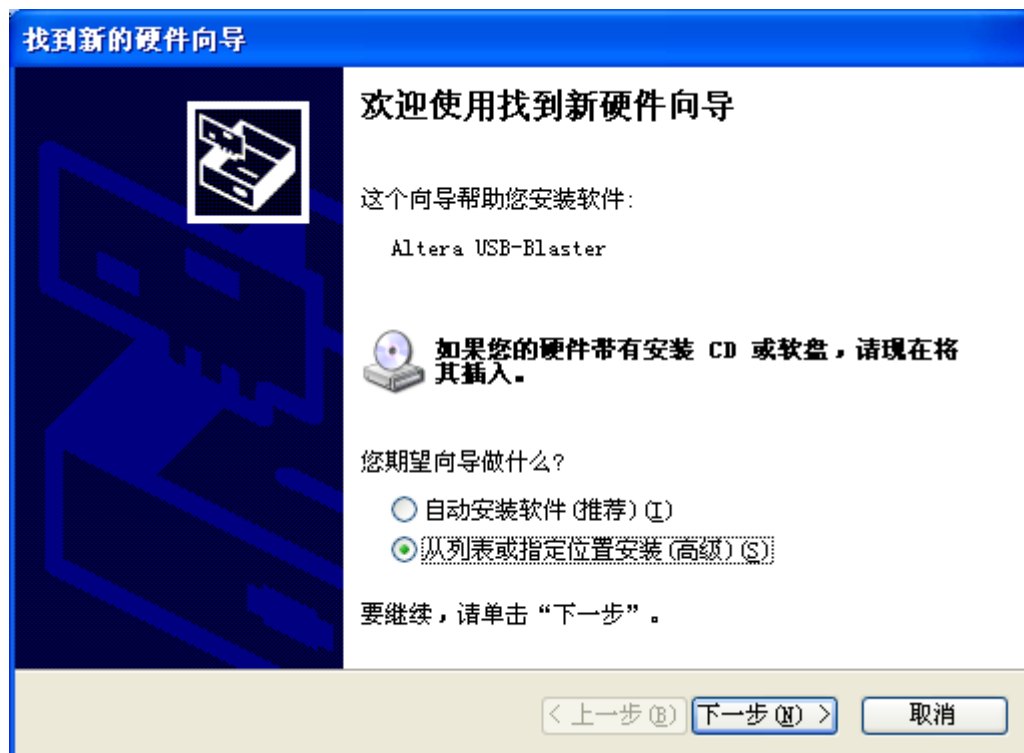 找到新的硬件向导
欢迎使用找到新硬件向导
这个向导帮助您安装软件:
Altera USB-Blaster
如果您的硬件带有安装 CD 或软盘，请现在将
其插入。
您期望向导做什么?
自动安装软件(推荐)(I)
从列表或指定位置安装(高级)(S)
要继续，请单击“下一步”。
< 上一步(B)
下一步(N) >
取消